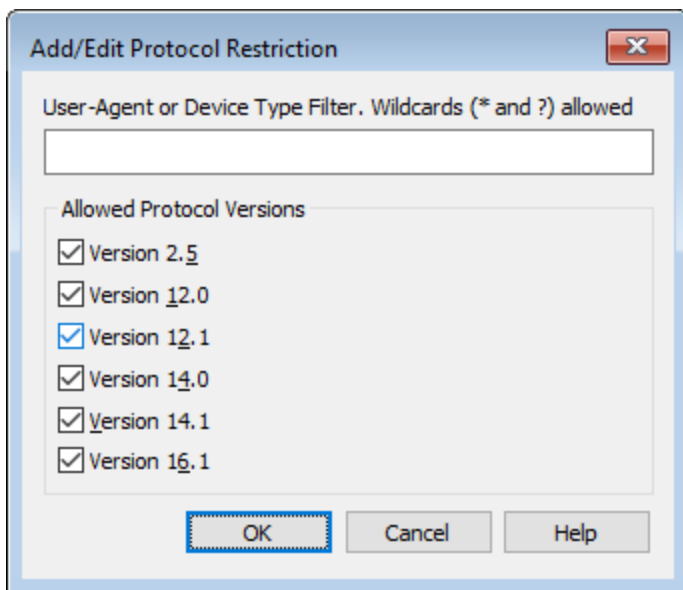 Add/Edit Protocol Restriction
User-Agent or Device Type Filter. Wildcards (* and ?) allowed
Allowed Protocol Versions
Version 2.5
Version 12.0
Version 12.1
Version 14.0
Version 14.1
Version 16.1
OK Cancel Help